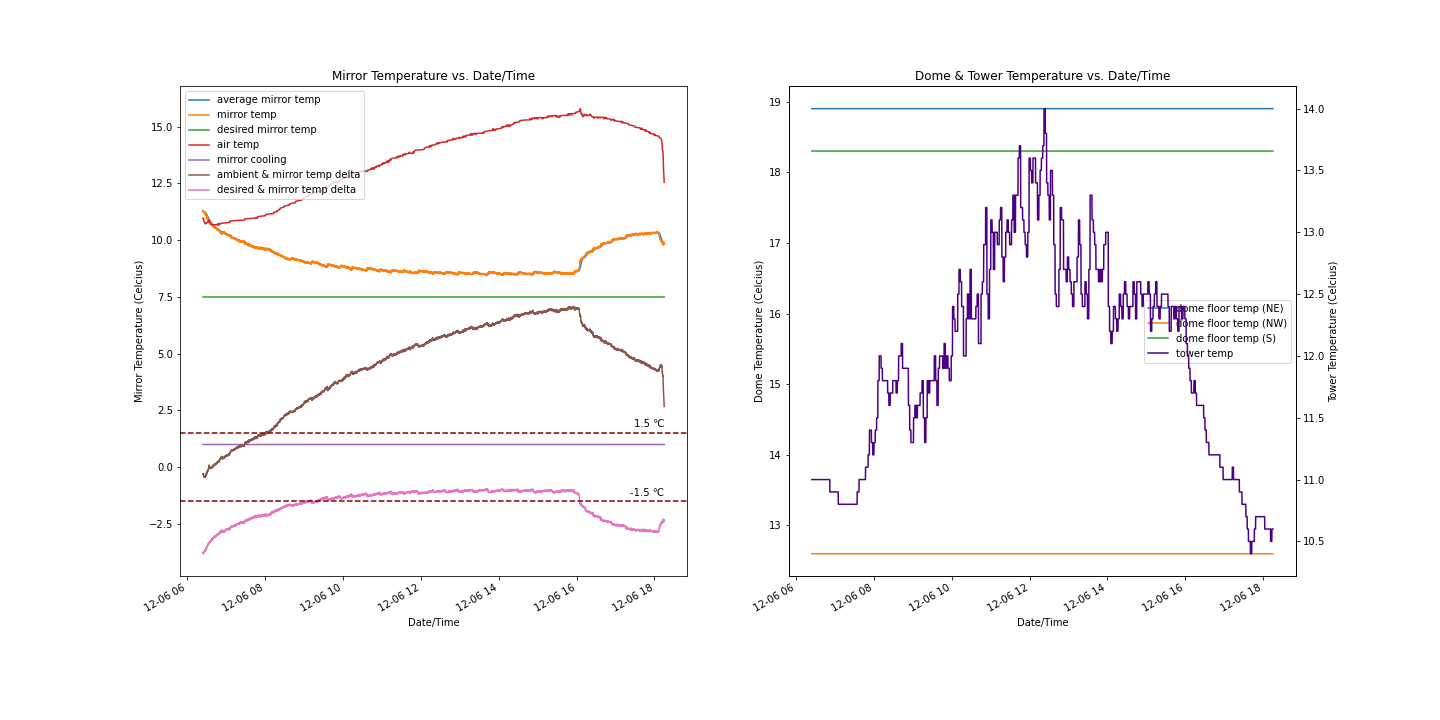 Mirror Temperature vs. Date/Time
average mirror temp
mirror temp
desired mirror temp
air temp
mirror cooling
ambient & mirror temp delta
desired & mirror temp delta
15.0
12.5
10.0
7.5
5.0
2.5
0.0
−2.5
Mirror Temperature (Celcius)
1.5 °C
-1.5 °C
12-06 06
12-06 08
12-06 10
12-06 12
12-06 14
12-06 16
12-06 18
Date/Time
Dome & Tower Temperature vs. Date/Time
19
18
17
16
15
14
13
Dome Temperature (Celcius)
dome floor temp (NE)
dome floor temp (NW)
dome floor temp (S)
tower temp
14.0
13.5
13.0
12.5
12.0
11.5
11.0
10.5
Tower Temperature (Celcius)
12-06 06
12-06 08
12-06 10
12-06 12
12-06 14
12-06 16
12-06 18
Date/Time